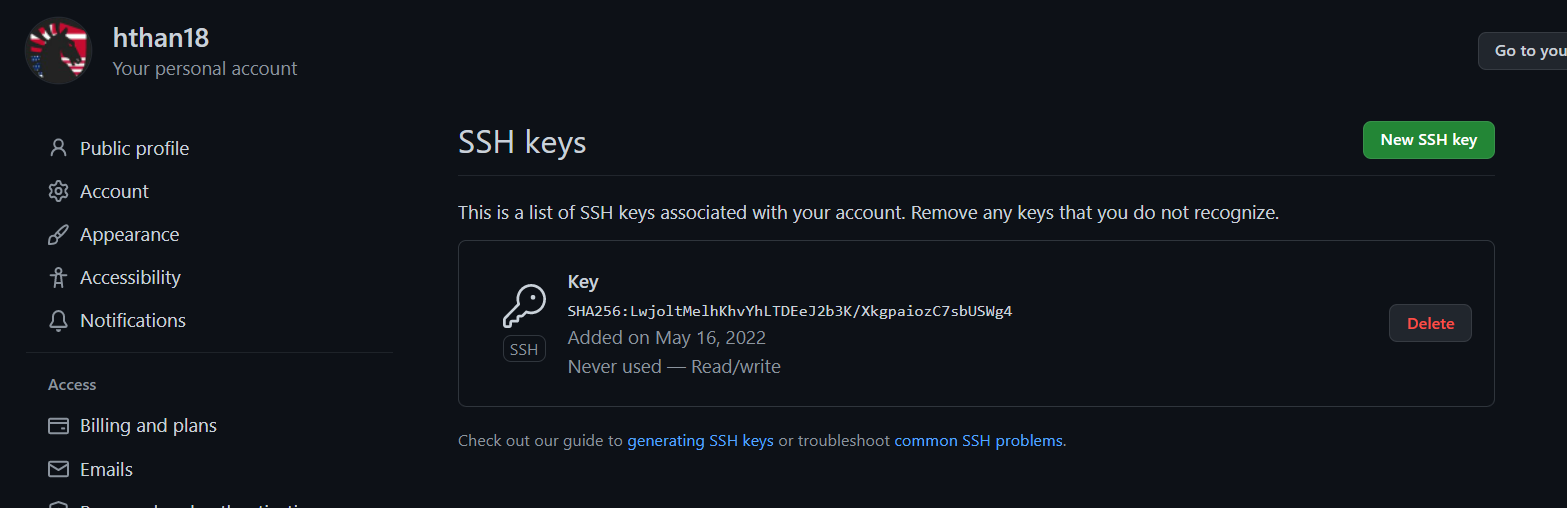 hthan18
Your personal account
Go to you
Public profile
Account
Appearance
Accessibility
Notifications
Access
Billing and plans
Emails
SSH keys
New SSH key
This is a list of SSH keys associated with your account. Remove any keys that you do not recognize.
Key
SHA256:LwjoltMelhKhvYhLTDEeJ2b3K/XkgpaiozC7sbUSWg4
Added on May 16, 2022
Never used — Read/write
SSH
Delete
Check out our guide to generating SSH keys or troubleshoot common SSH problems.